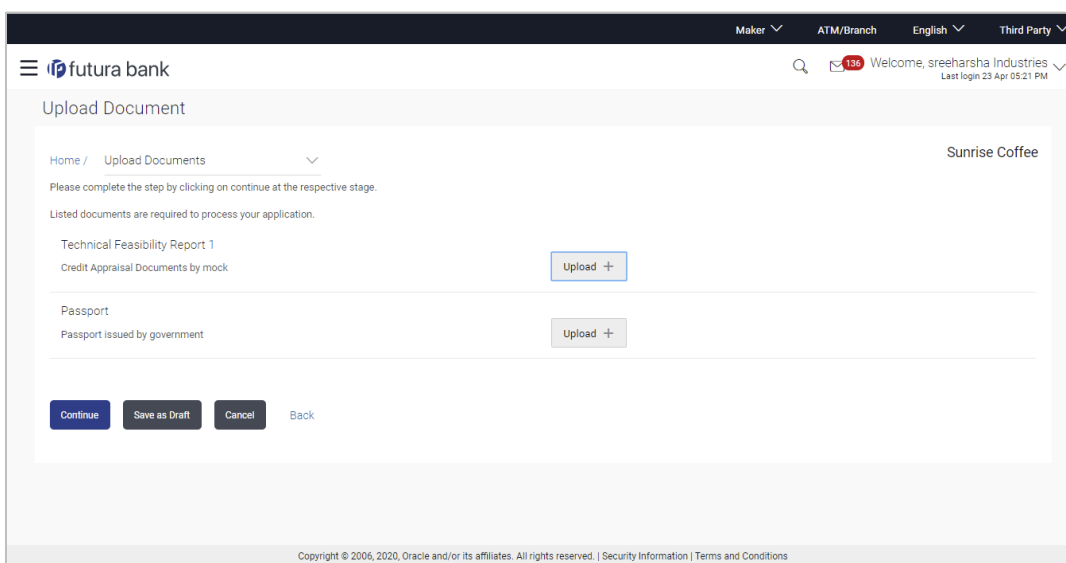 Maker ATM/Branch English Third Party
futura bank 136 Welcome, sreeharsha Industries
Last login 23 Apr 05:21 PM
Upload Document
Sunrise Coffee
Home / Upload Documents
Please complete the step by clicking on continue at the respective stage.
Listed documents are required to process your application.
Technical Feasibility Report 1
Credit Appraisal Documents by mock Upload +
Passport
Passport issued by government Upload +
Continue Save as Draft Cancel Back
Copyright © 2006, 2020, Oracle and/or its affiliates. All rights reserved. | Security Information | Terms and Conditions